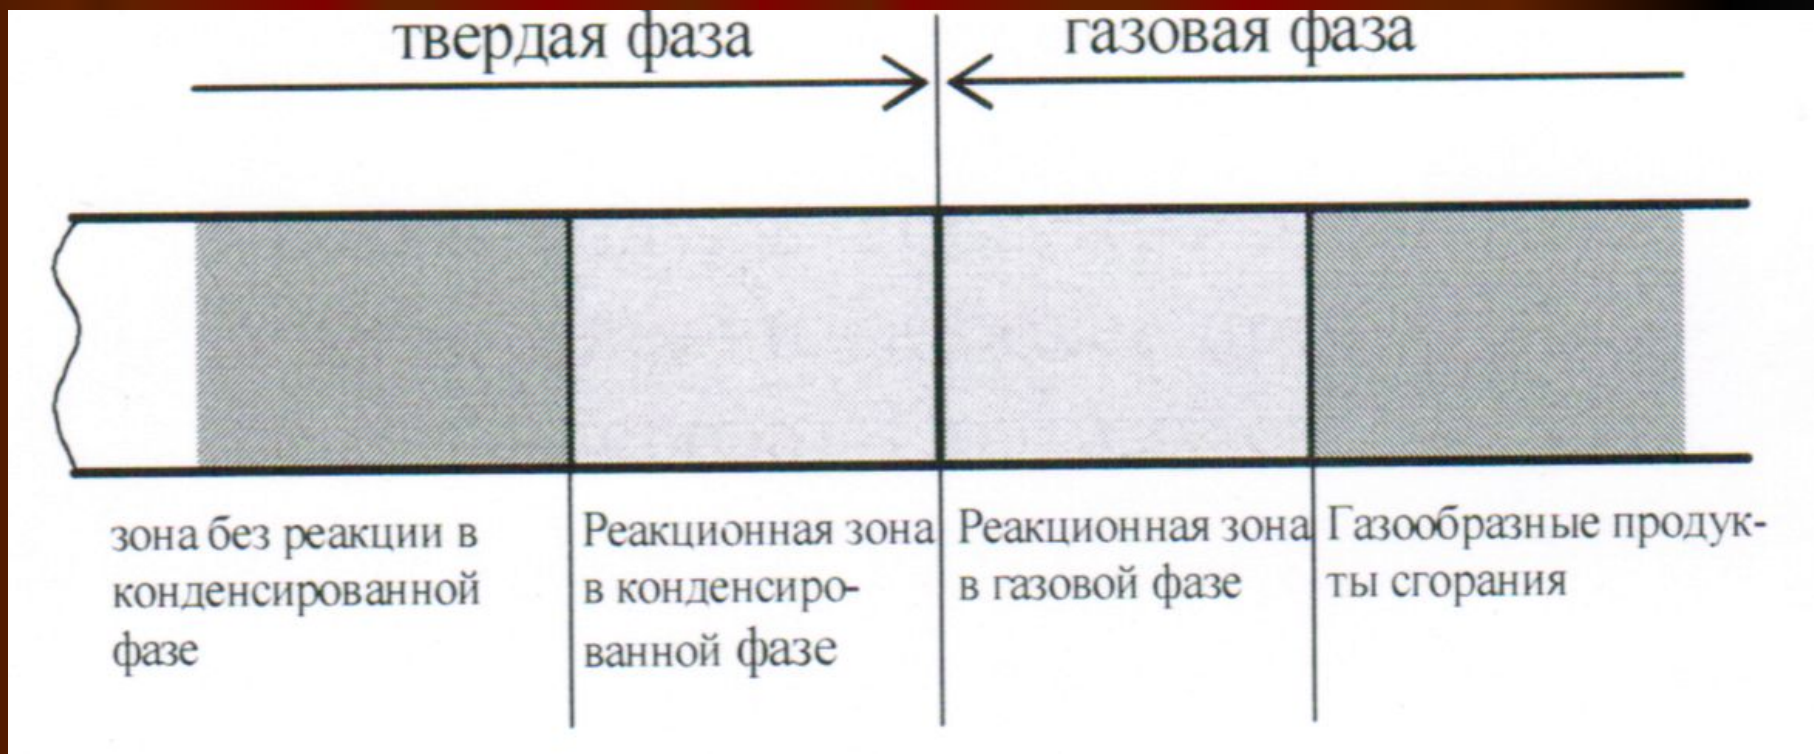 твердая фаза
газовая фаза
зона без реакции в
конденсированной
фазе
Реакционная зона
в конденсиро-
ванной фазе
Реакционная зона
в газовой фазе
Газообразные продук-
ты сгорания